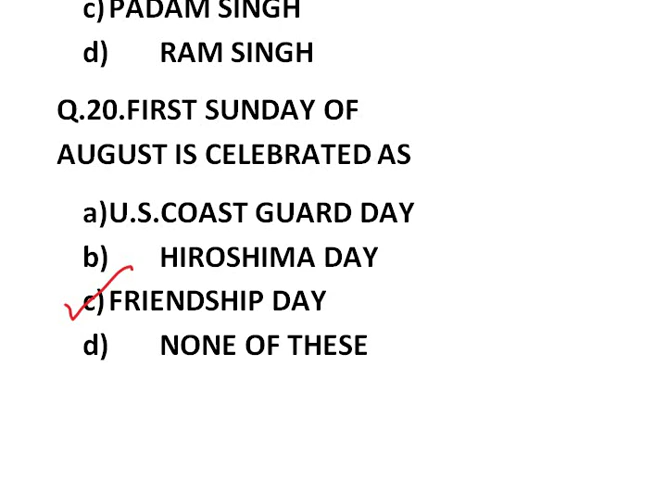 c)PADAM SINGH
d) RAM SINGH
Q.20.FIRST SUNDAY OF
AUGUST IS CELEBRATED AS
a)U.S.COAST GUARD DAY
b) HIROSHIMA DAY
c)FRIENDSHIP DAY
d) NONE OF THESE